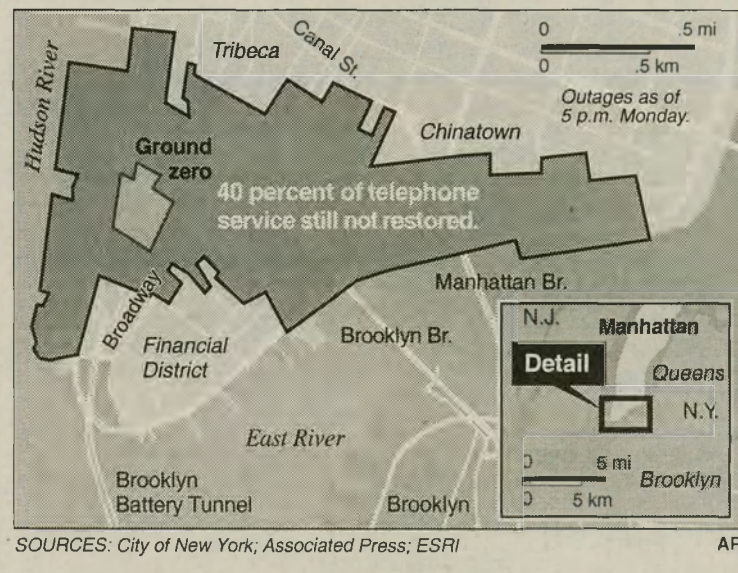 Hudson River
Tribeca
Canal St.
0 .5 mi
0 .5 km
Outages as of
5 p.m. Monday.
Ground
zero
Chinatown
40 percent of telephone
service still not restored.
Broadway
Financial
District
Manhattan Br.
Brooklyn Br.
East River
Brooklyn
Battery Tunnel
Brooklyn
N.J.
Manhattan
Detail
Queens
N.Y.
0 5 mi
Brooklyn
0 5 km
SOURCES: City of New York; Associated Press; ESRI
AP